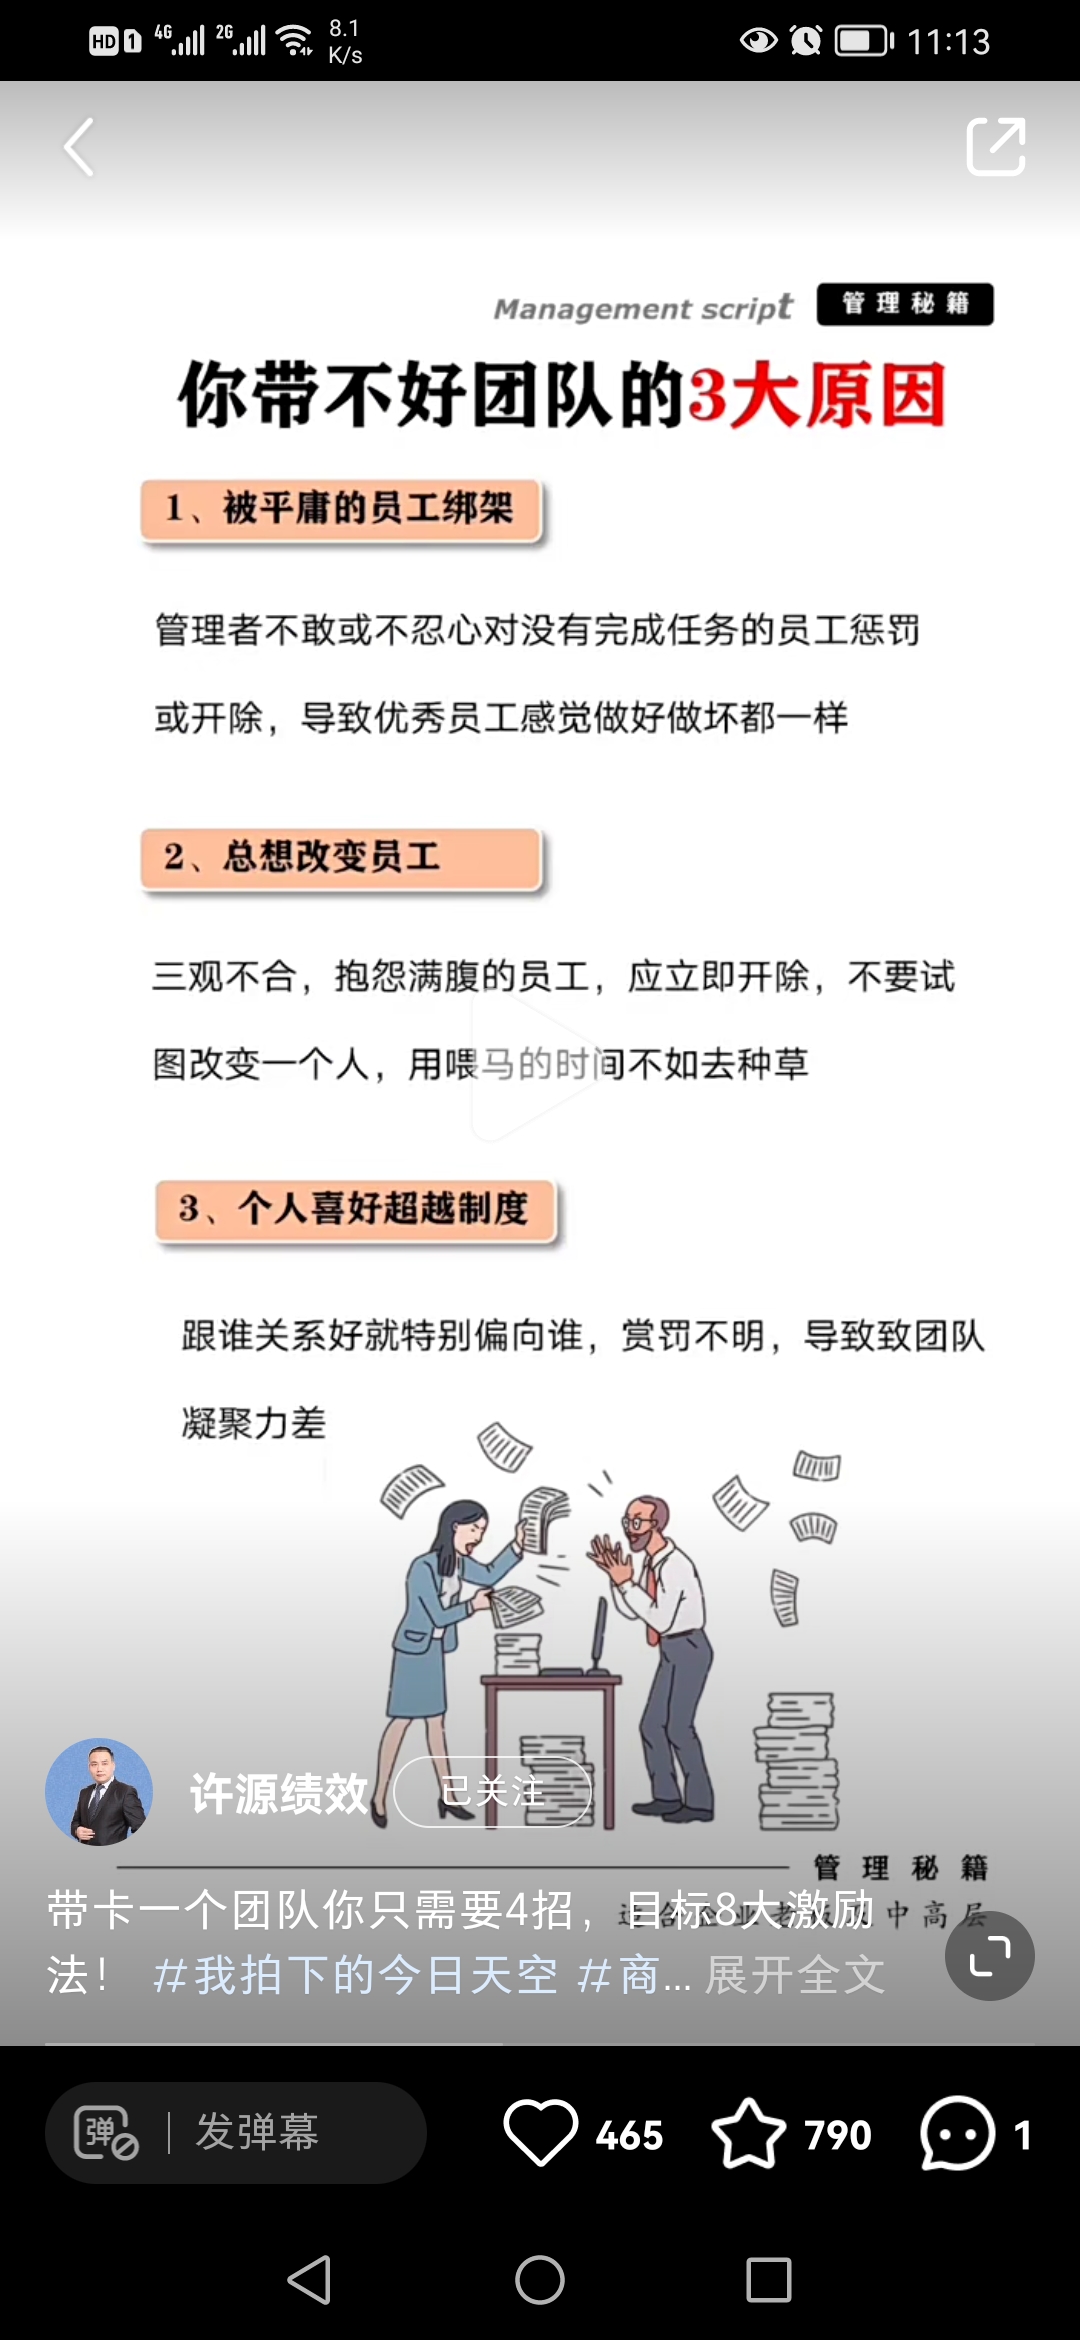 HD 1 4G 2G 8.1 K/s 11:13
Management script 管理秘籍
你带不好团队的3大原因
1、被平庸的员工绑架
管理者不敢或不忍心对没有完成任务的员工惩罚
或开除，导致优秀员工感觉做好做坏都一样
2、总想改变员工
三观不合，抱怨满腹的员工，应立即开除，不要试
图改变一个人，用喂马的时间不如去种草
3、个人喜好超越制度
跟谁关系好就特别偏向谁，赏罚不明，导致致团队
凝聚力差
许源绩效 已关注
管理秘籍
适合企业老板及中高层
带卡一个团队你只需要4招，目标8大激励
法！ #我拍下的今日天空 #商... 展开全文
弹 发弹幕 465 790 1